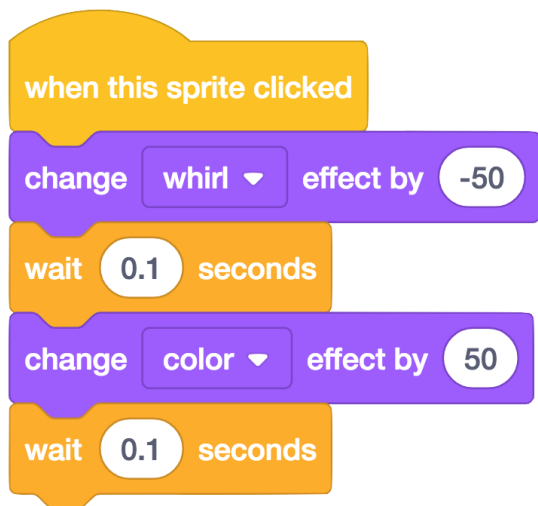 when this sprite clicked
change whirl effect by -50
wait 0.1 seconds
change color effect by 50
wait 0.1 seconds